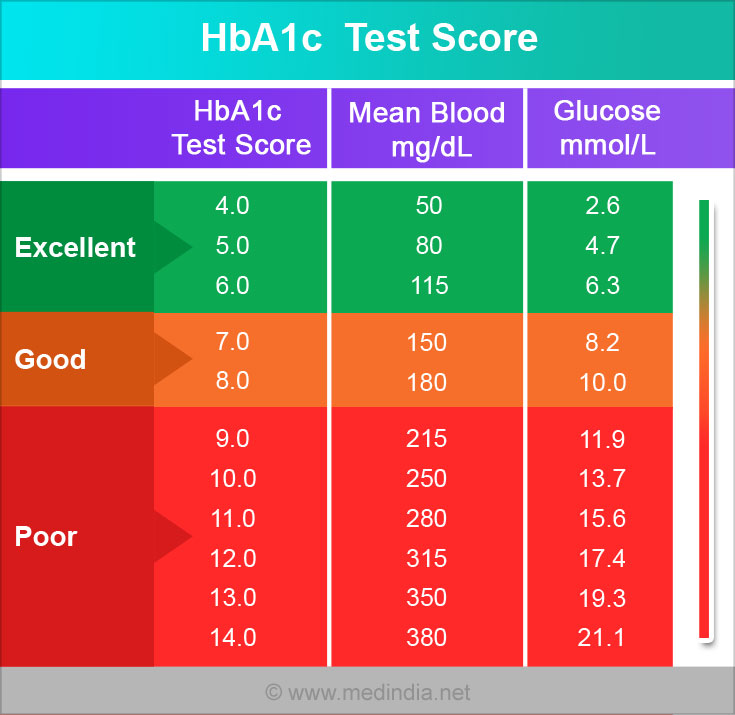 HbA1c Test Score
HbA1c Mean Blood Glucose
Test Score mg/dL mmol/L
4.0 50 2.6
Excellent 5.0 80 4.7
6.0 115 6.3
7.0 150 8.2
Good
8.0 180 10.0
9.0 215 11.9
10.0 250 13.7
11.0 280 15.6
Poor
12.0 315 17.4
13.0 350 19.3
14.0 380 21.1
© www.medindia.net